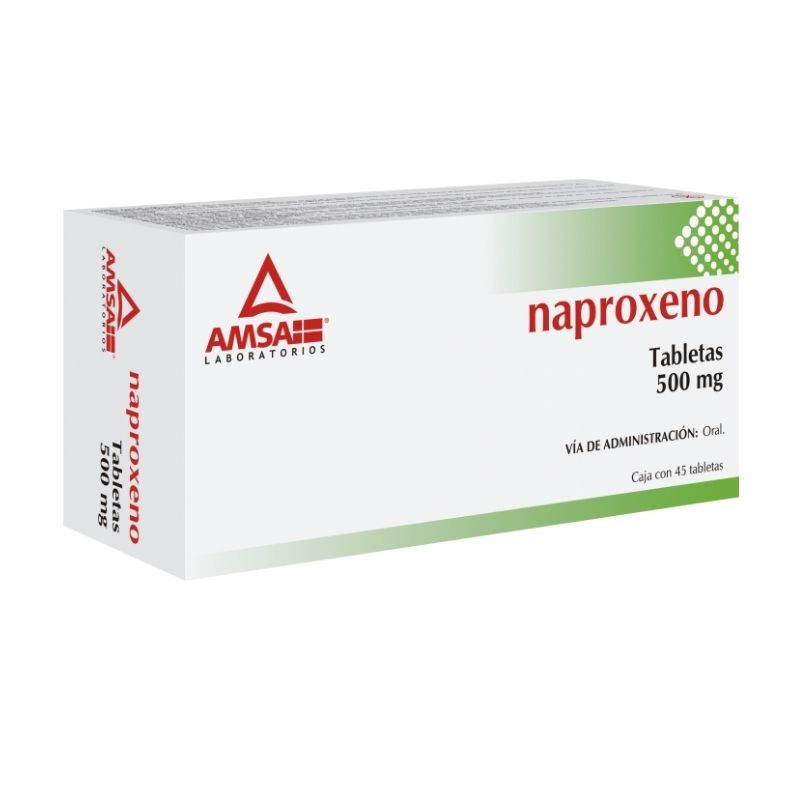 AMSA
LABORATORIOS
naproxeno
Tabletas
500 mg
AMSA®
LABORATORIOS
naproxeno
Tabletas
500 mg
VÍA DE ADMINISTRACIÓN: Oral.
Caja con 45 tabletas